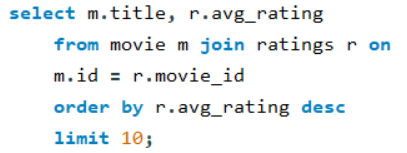 select m.title, r.avg_rating
from movie m join ratings r on
m.id = r.movie_id
order by r.avg_rating desc
limit 10;